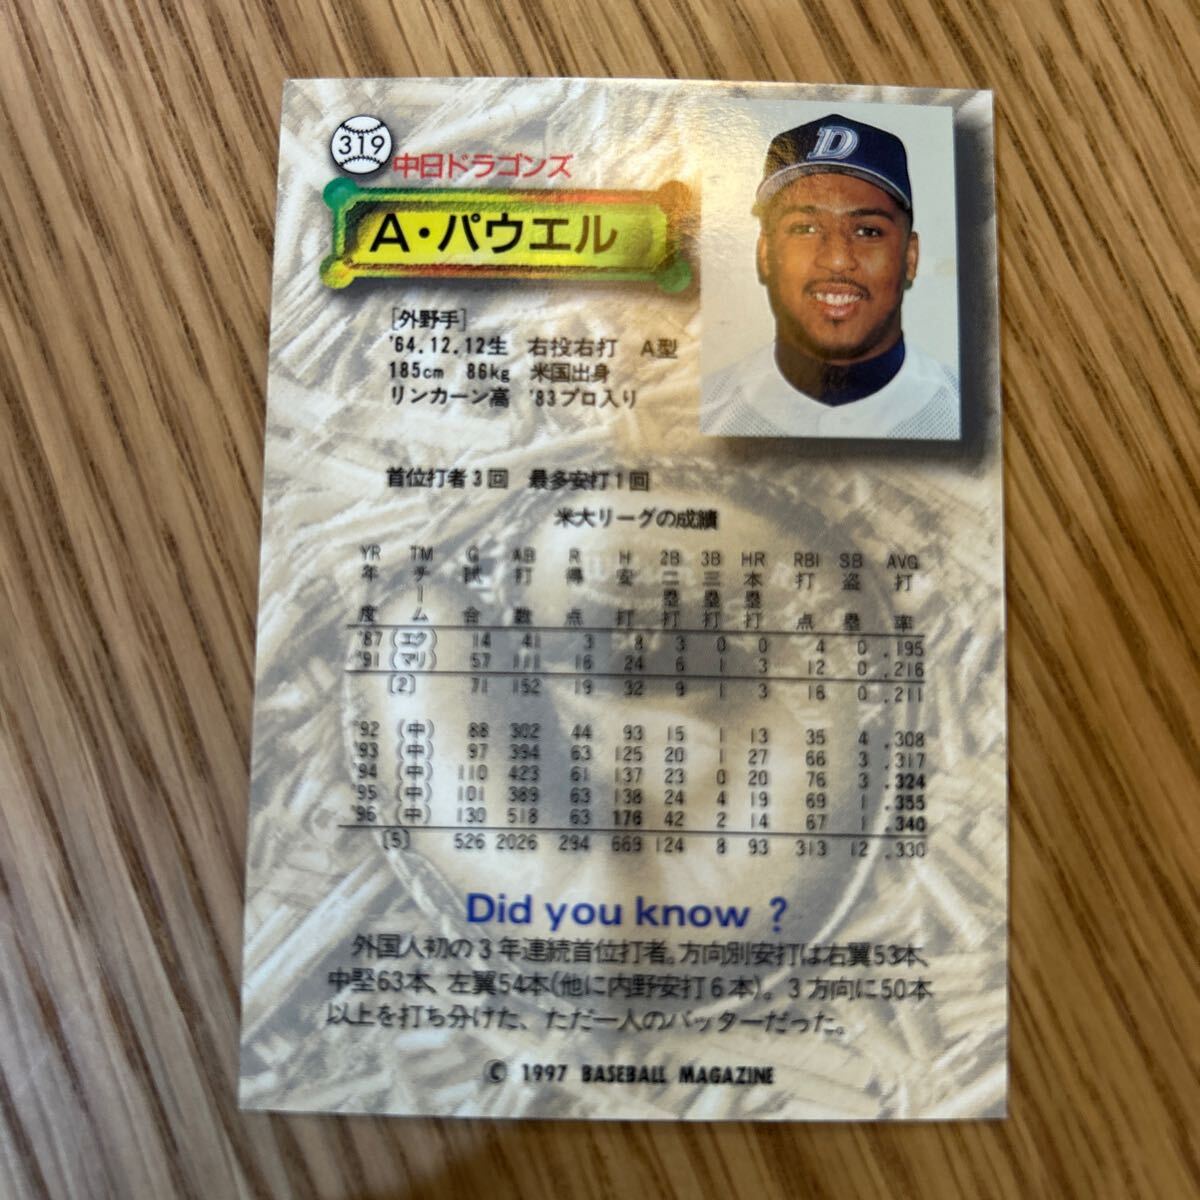 319
中日ドラゴンズ
D
A・パウエル
[外野手]
'64.12.12生 右投右打 A型
185cm 86kg 米国出身
リンカーン高 '83プロ入り
首位打者3回 最多安打1回
米大リーグの成績
YR TM G AB R H 2B 3B HR RBI SB AVG
年度 チーム 試合 打数 得点 安打 二塁打 三塁打 本塁打 打点 盗塁 打率
'87 (エク) 14 41 3 8 3 0 0 4 0 .195
'91 (マリ) 57 111 16 24 6 1 3 12 0 .216
[2] 71 152 19 32 9 1 3 16 0 .211
'92 (中) 88 302 44 93 15 1 13 35 4 .308
'93 (中) 97 394 63 125 20 1 27 66 3 .317
'94 (中) 110 423 61 137 23 0 20 76 3 .324
'95 (中) 101 389 63 138 24 4 19 69 1 .355
'96 (中) 130 518 63 176 42 2 14 67 1 .340
[5] 526 2026 294 669 124 8 93 313 12 .330
Did you know ?
外国人初の3年連続首位打者。方向別安打は右翼53本、
中堅63本、左翼54本(他に内野安打6本)。3方向に50本
以上を打ち分けた、ただ一人のバッターだった。
© 1997 BASEBALL MAGAZINE